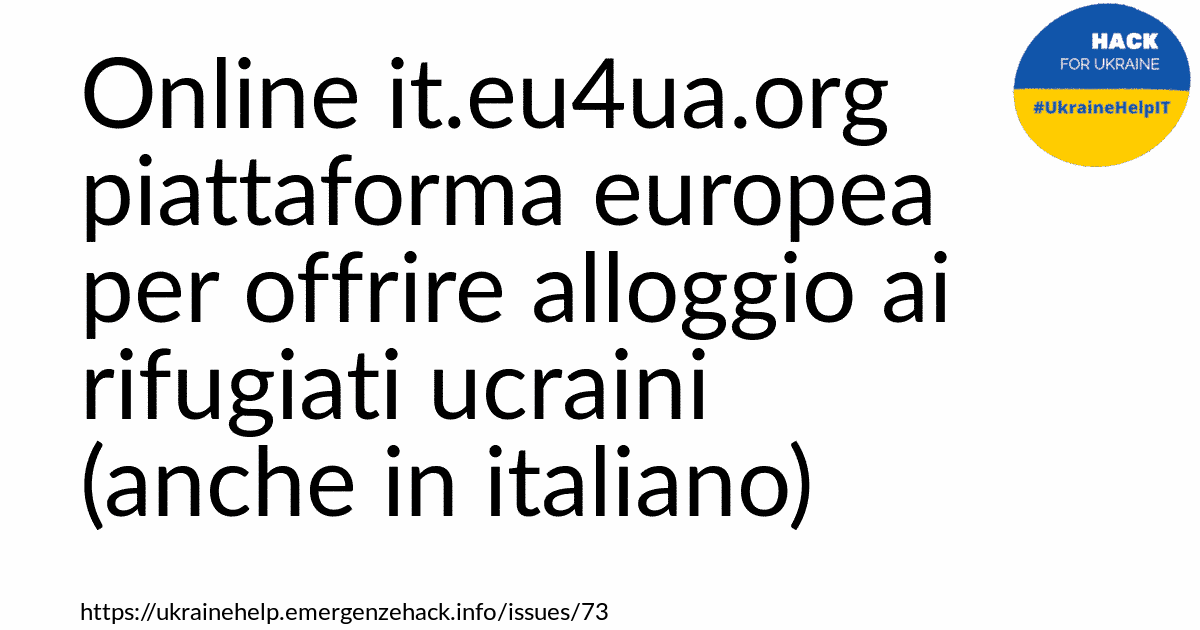 Online it.eu4ua.org
piattaforma europea
per offrire alloggio ai
rifugiati ucraini
(anche in italiano)
HACK
FOR UKRAINE
#UkraineHelpIT
https://ukrainehelp.emergenzehack.info/issues/73